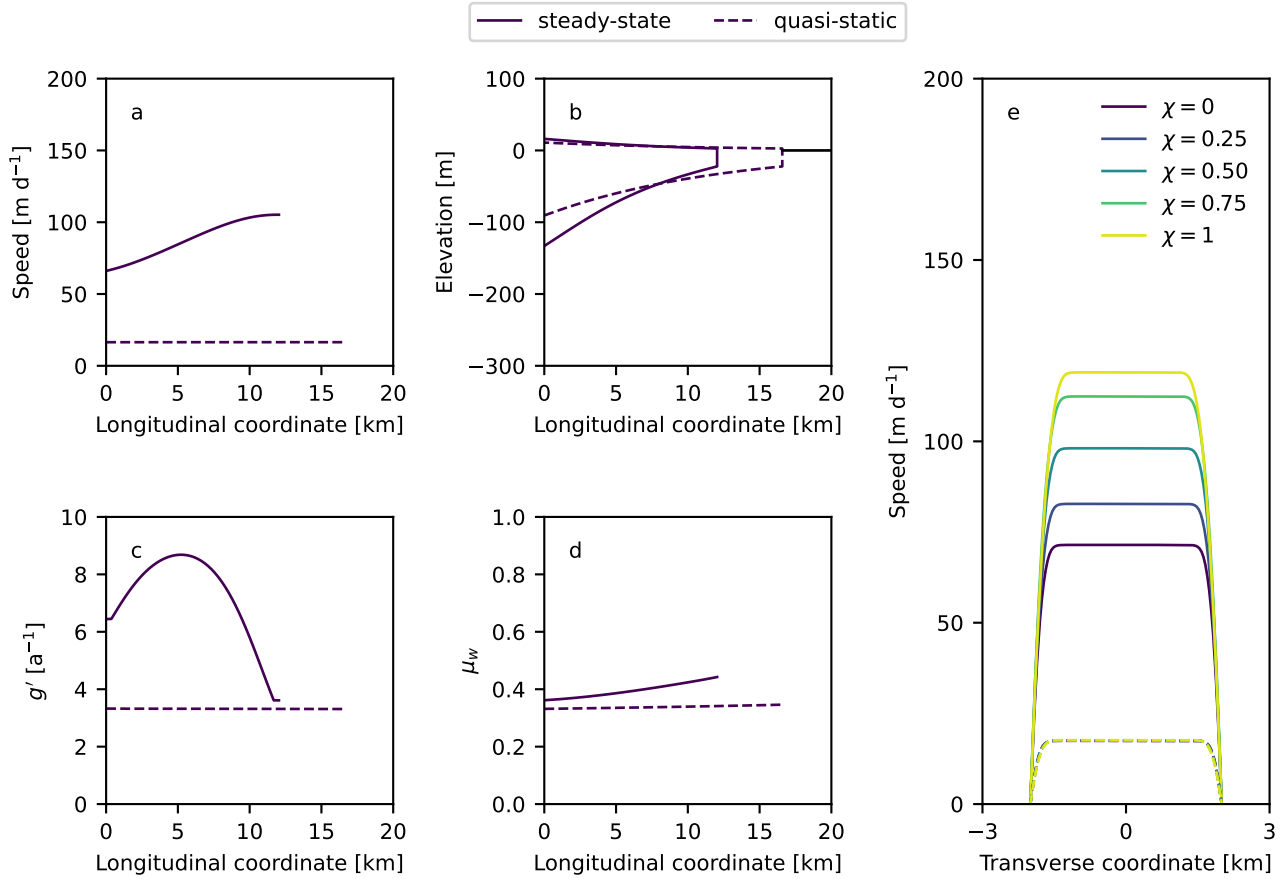 steady-state quasi-static
a
Speed [m d⁻¹]
200
150
100
50
0
0 5 10 15 20
Longitudinal coordinate [km]
b
Elevation [m]
100
0
−100
−200
−300
0 5 10 15 20
Longitudinal coordinate [km]
c
g′ [a⁻¹]
10
8
6
4
2
0
0 5 10 15 20
Longitudinal coordinate [km]
d
μw
1.0
0.8
0.6
0.4
0.2
0.0
0 5 10 15 20
Longitudinal coordinate [km]
e
χ = 0
χ = 0.25
χ = 0.50
χ = 0.75
χ = 1
Speed [m d⁻¹]
200
150
100
50
0
−3 0 3
Transverse coordinate [km]